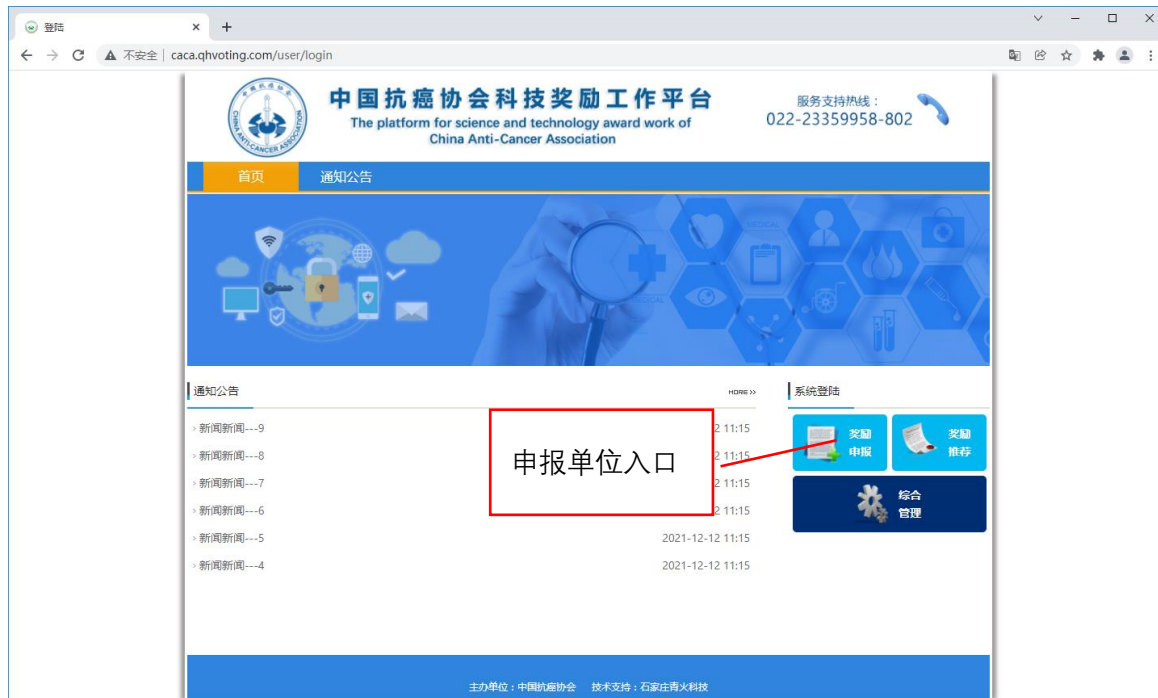 登陆
不安全 | caca.qhvoting.com/user/login
中国抗癌协会科技奖励工作平台
The platform for science and technology award work of
China Anti-Cancer Association
服务支持热线：
022-23359958-802
首页 通知公告
通知公告 MORE >>
系统登陆
新闻新闻---9 2 11:15
新闻新闻---8 2 11:15
新闻新闻---7 2 11:15
新闻新闻---6 2 11:15
新闻新闻---5 2021-12-12 11:15
新闻新闻---4 2021-12-12 11:15
申报单位入口
奖励
申报
奖励
推荐
综合
管理
主办单位：中国抗癌协会 技术支持：石家庄青火科技